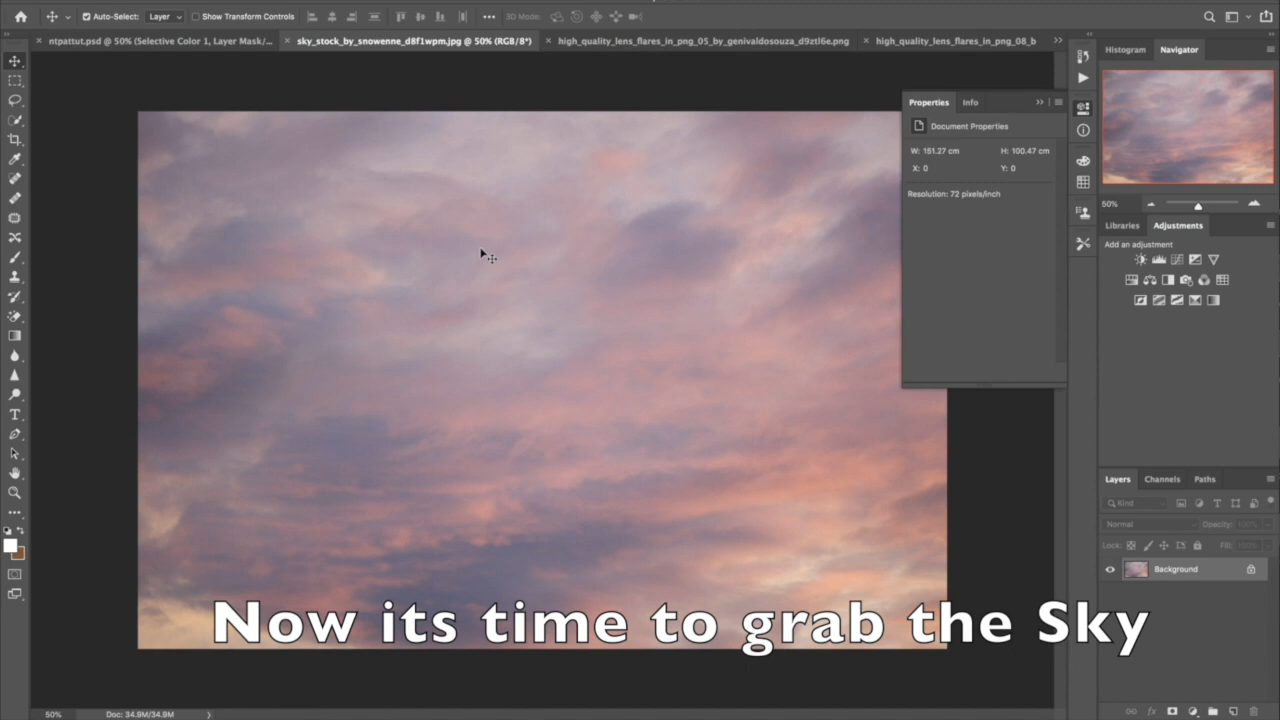 Auto-Select: Layer Show Transform Controls 3D Mode:
ntpattut.psd @ 50% (Selective Color 1, Layer Mask/... sky_stock_by_snowenne_d8f1wpm.jpg @ 50% (RGB/8*) high_quality_lens_flares_in_png_05_by_genivaldosouza_d9ztl6e.png high_quality_lens_flares_in_png_08_b
Histogram Navigator
Properties Info
Document Properties
W: 151.27 cm H: 100.47 cm
X: 0 Y: 0
Resolution: 72 pixels/inch
50%
Libraries Adjustments
Add an adjustment
Layers Channels Paths
Kind
Normal Opacity: 100%
Lock: Fill: 100%
Background
Now its time to grab the Sky
50% Doc: 34.9M/34.9M